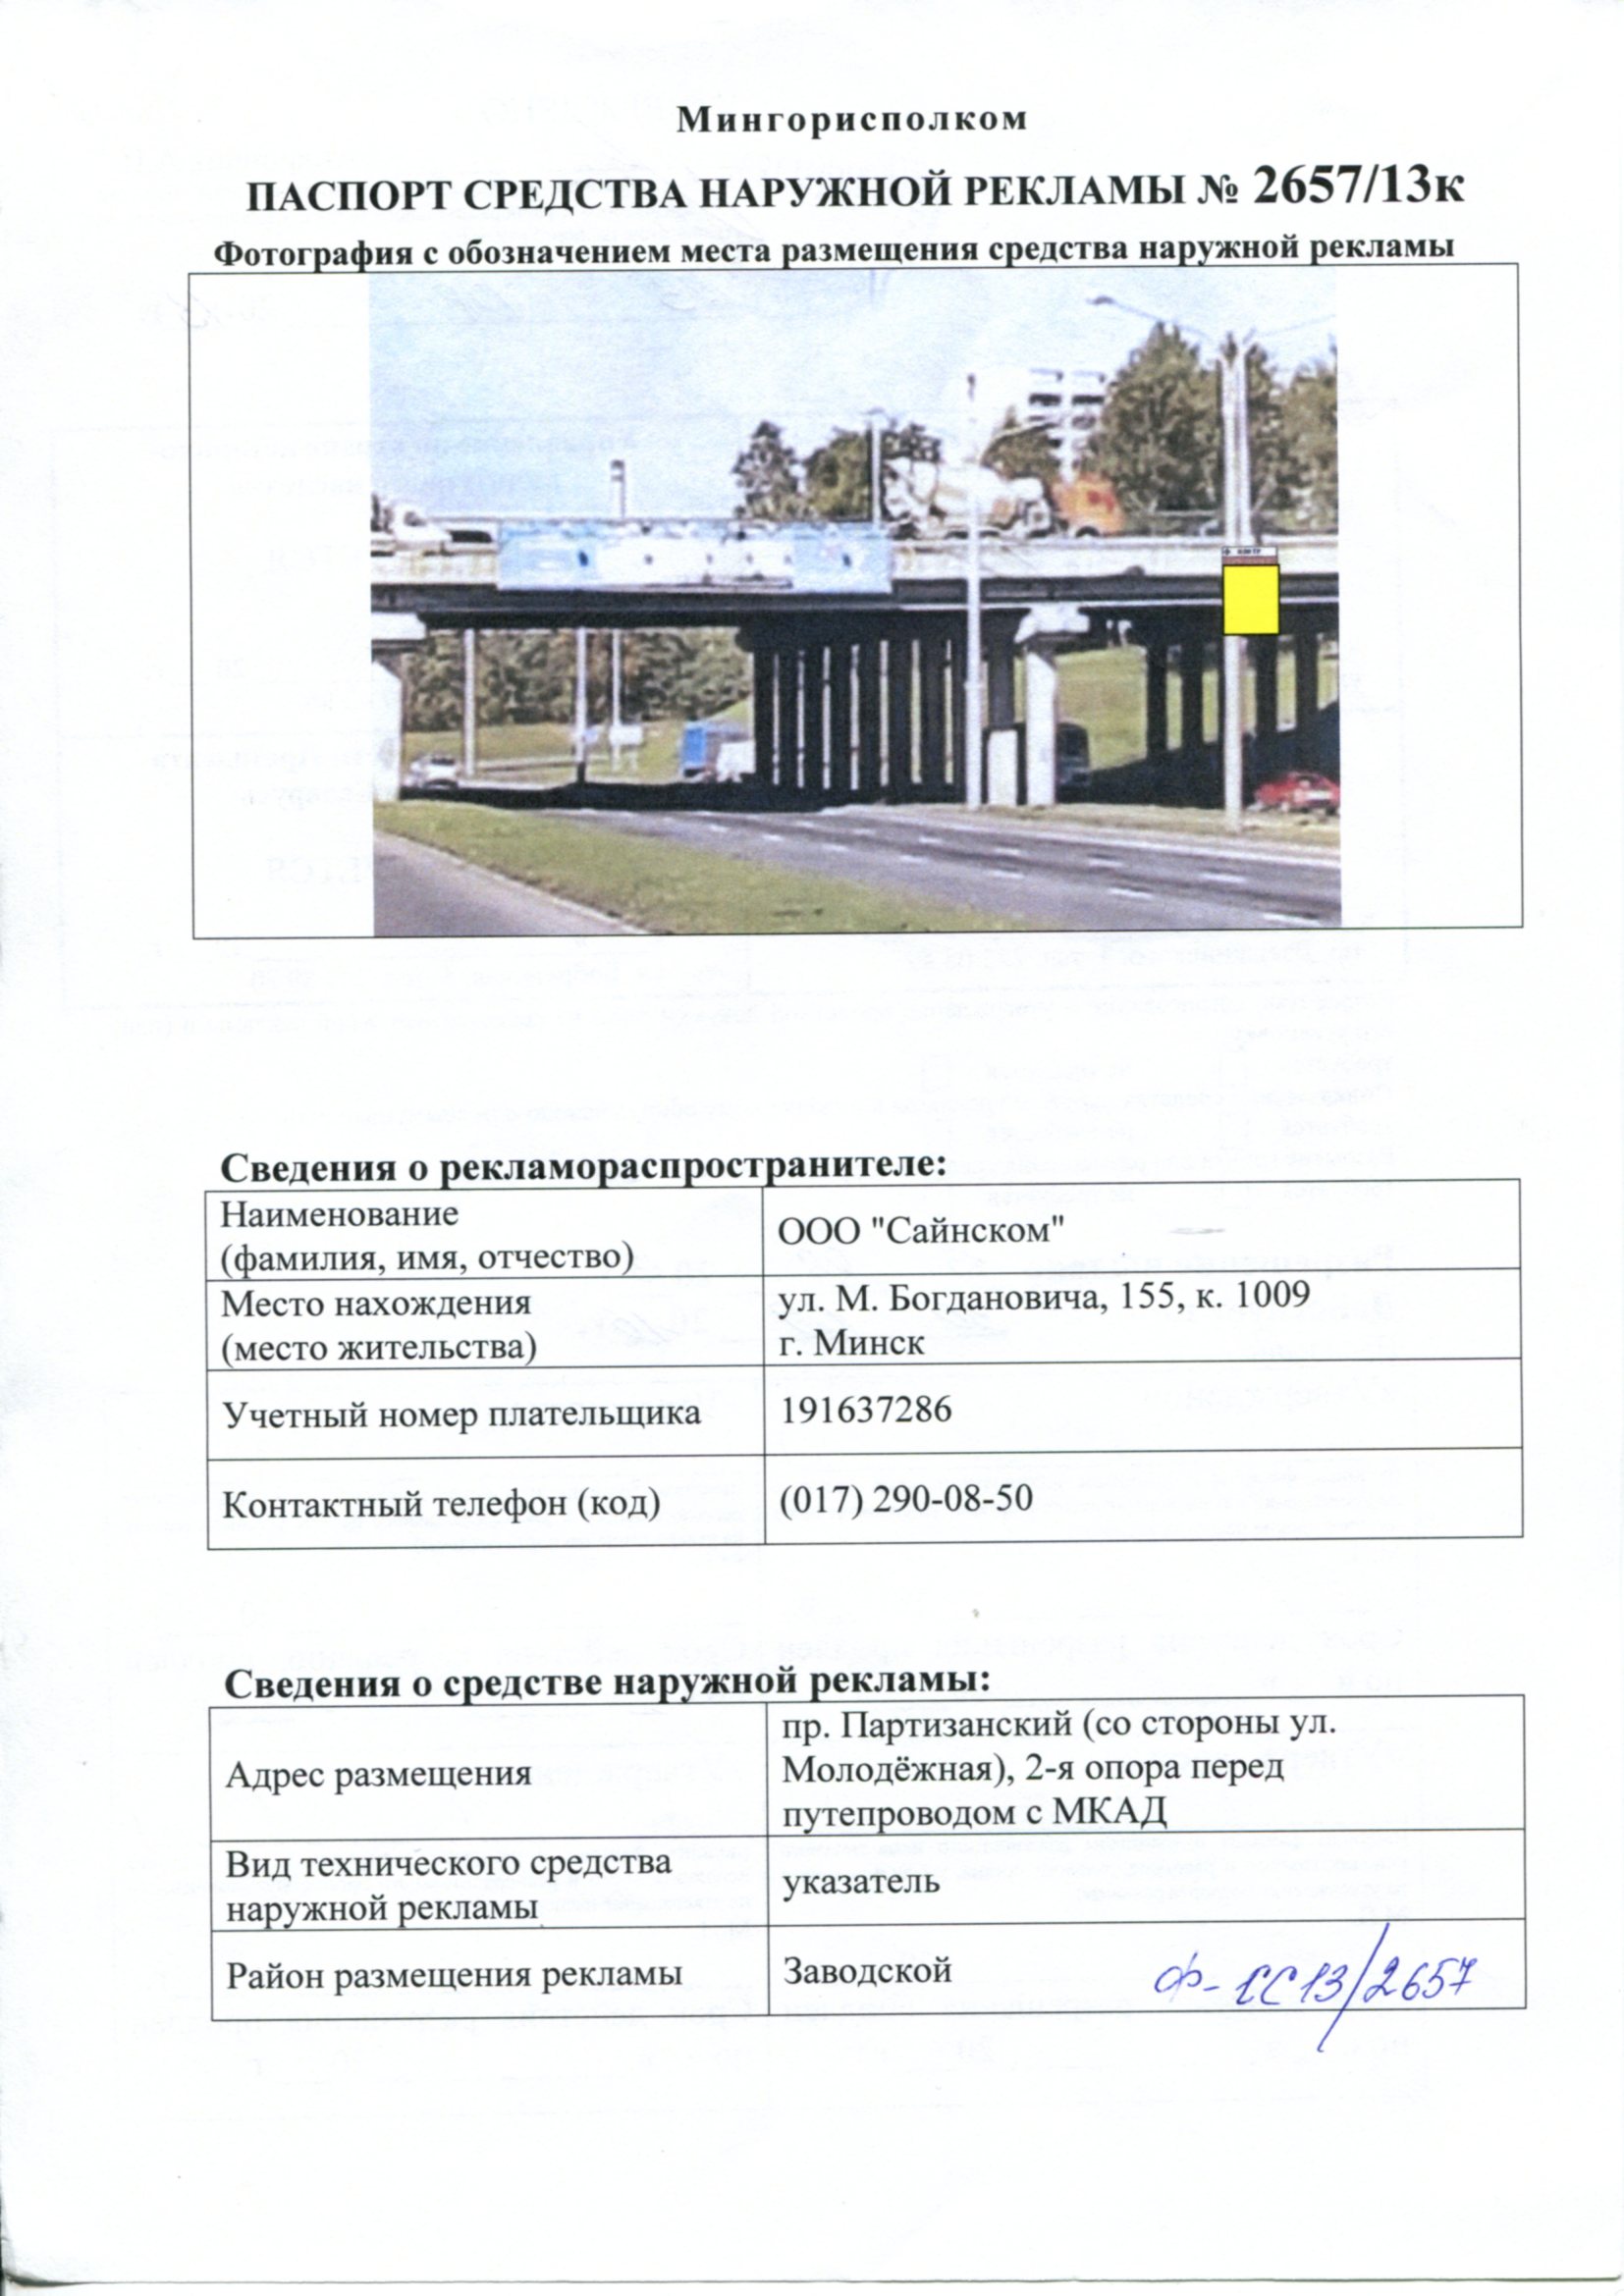 Мингорисполком
ПАСПОРТ СРЕДСТВА НАРУЖНОЙ РЕКЛАМЫ № 2657/13к
Фотография с обозначением места размещения средства наружной рекламы
Сведения о рекламораспространителе:
Наименование
(фамилия, имя, отчество)
ООО "Сайнском"
Место нахождения
(место жительства)
ул. М. Богдановича, 155, к. 1009
г. Минск
Учетный номер плательщика
191637286
Контактный телефон (код)
(017) 290-08-50
Сведения о средстве наружной рекламы:
Адрес размещения
пр. Партизанский (со стороны ул.
Молодёжная), 2-я опора перед
путепроводом с МКАД
Вид технического средства
наружной рекламы
указатель
Район размещения рекламы
Заводской
2657